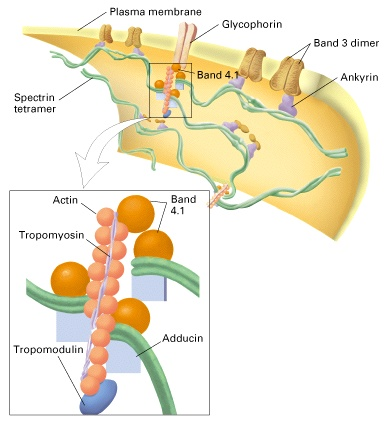 Plasma membrane
Glycophorin
Band 3 dimer
Band 4.1
Ankyrin
Spectrin
tetramer
Actin
Band
4.1
Tropomyosin
Adducin
Tropomodulin